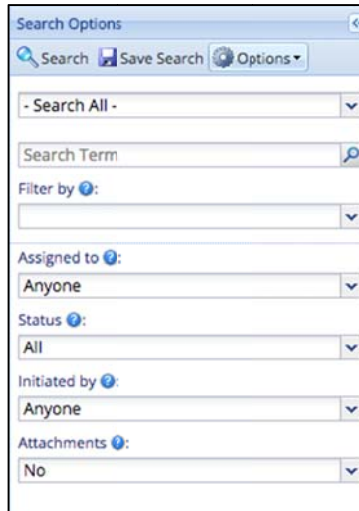 Search Options
Search Save Search Options
- Search All -
Search Term
Filter by ?:
Assigned to ?:
Anyone
Status ?:
All
Initiated by ?:
Anyone
Attachments ?:
No